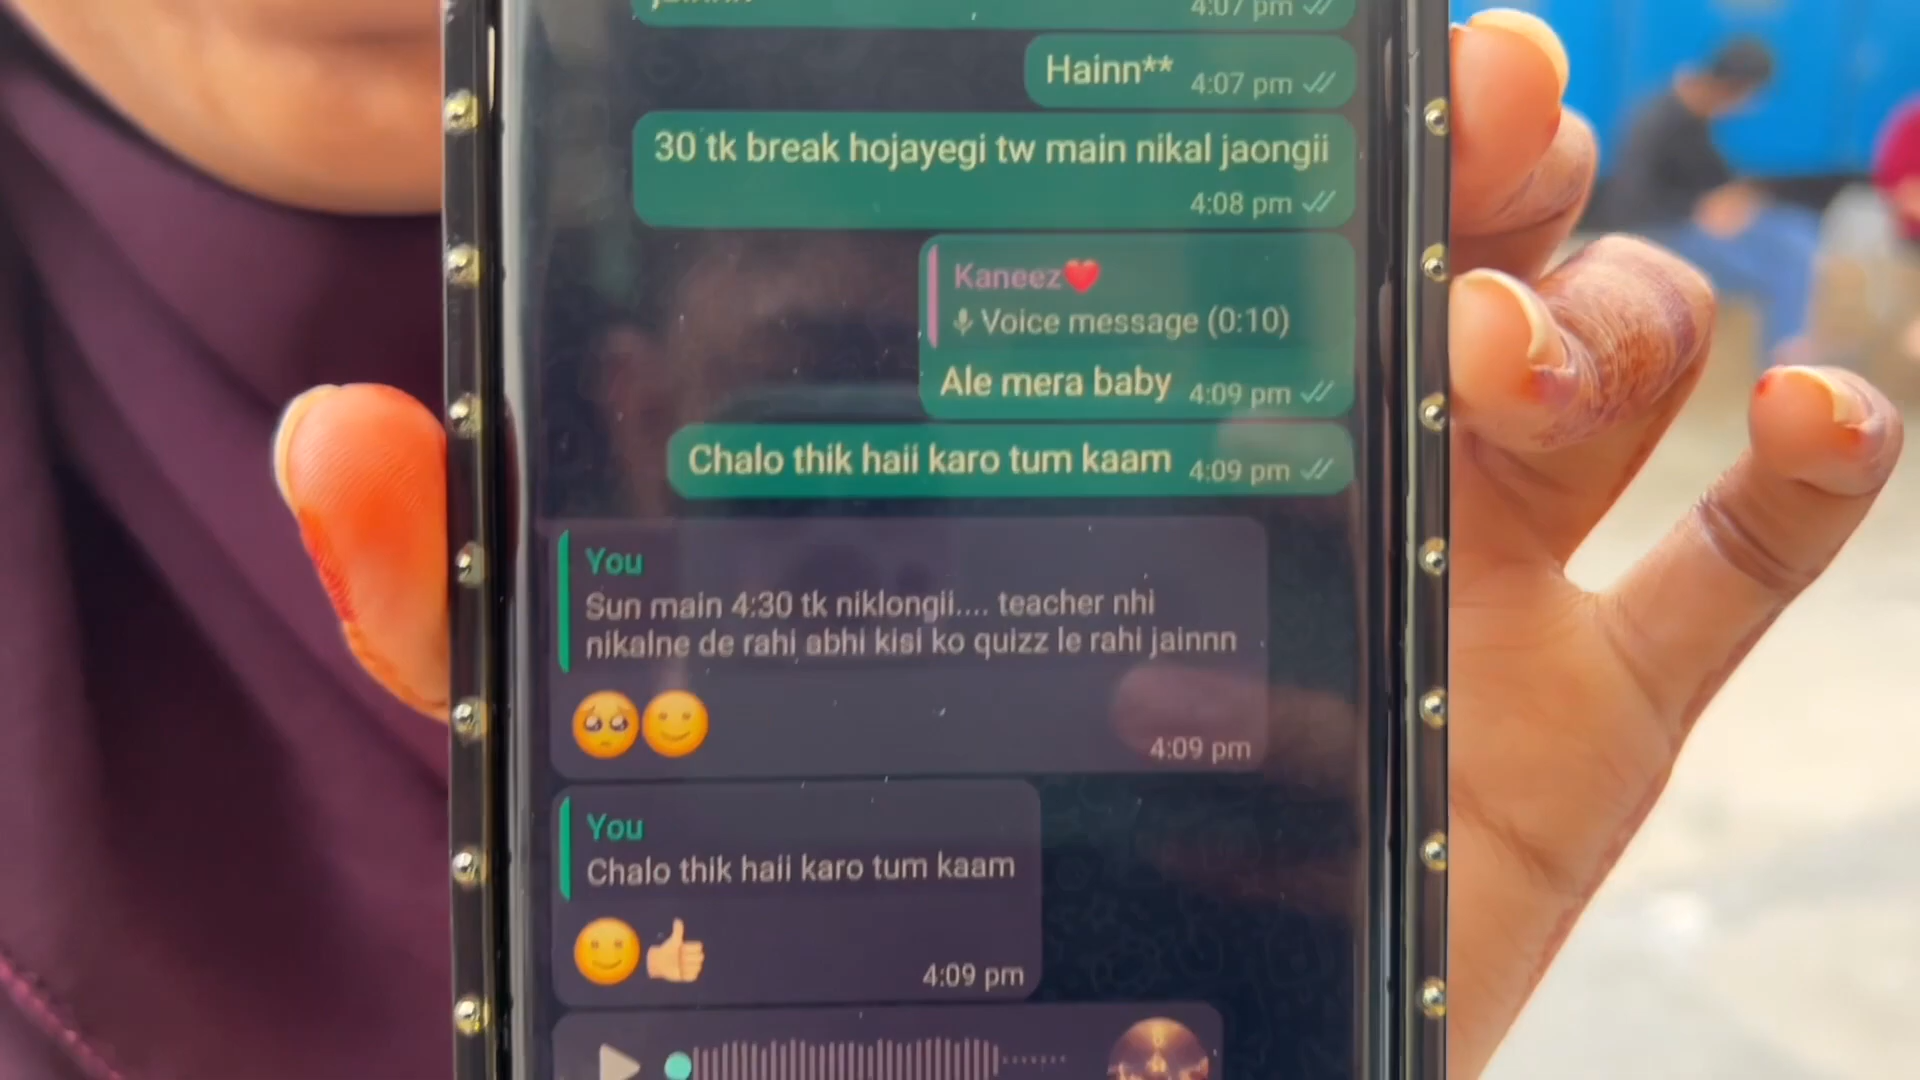 4:07 pm
Hainn** 4:07 pm
30 tk break hojayegi tw main nikal jaongii
4:08 pm
Kaneez❤️
Voice message (0:10)
Ale mera baby 4:09 pm
Chalo thik haii karo tum kaam 4:09 pm
You
Sun main 4:30 tk niklongii.... teacher nhi
nikalne de rahi abhi kisi ko quizz le rahi jainnn
🥺🙂
4:09 pm
You
Chalo thik haii karo tum kaam
🙂👍🏻
4:09 pm